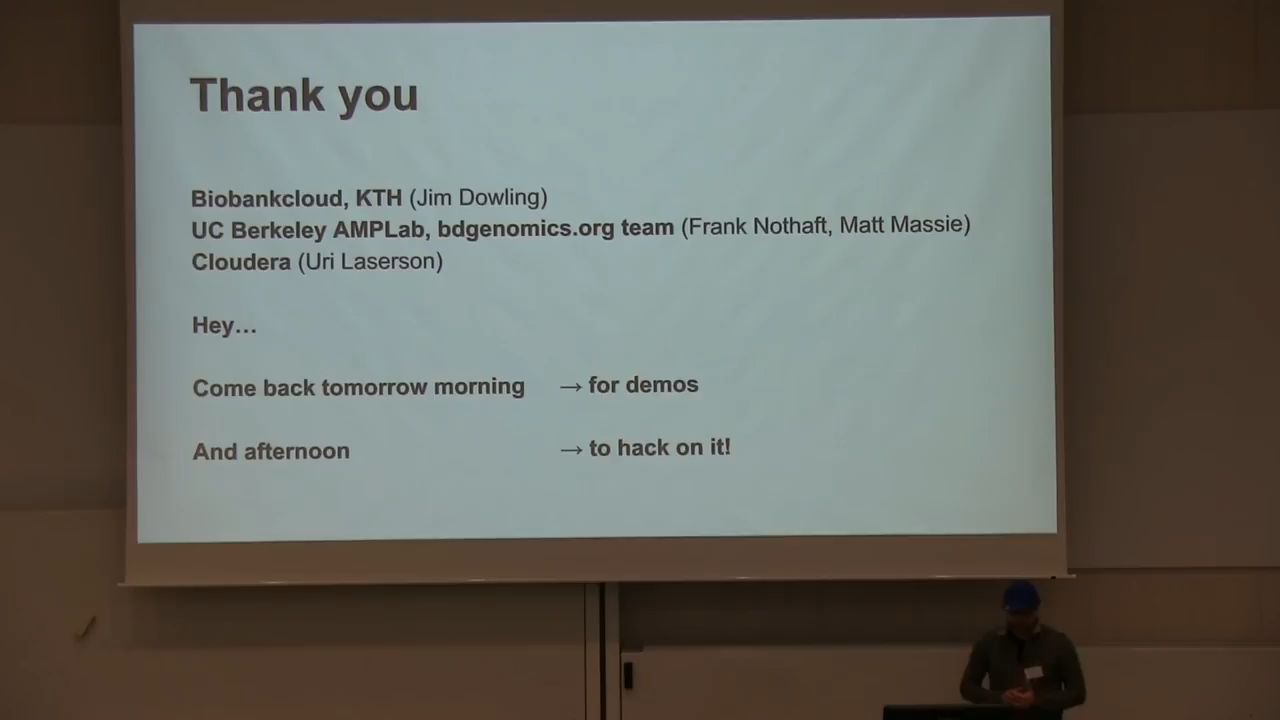 Thank you
Biobankcloud, KTH (Jim Dowling)
UC Berkeley AMPLab, bdgenomics.org team (Frank Nothaft, Matt Massie)
Cloudera (Uri Laserson)
Hey…
Come back tomorrow morning → for demos
And afternoon → to hack on it!